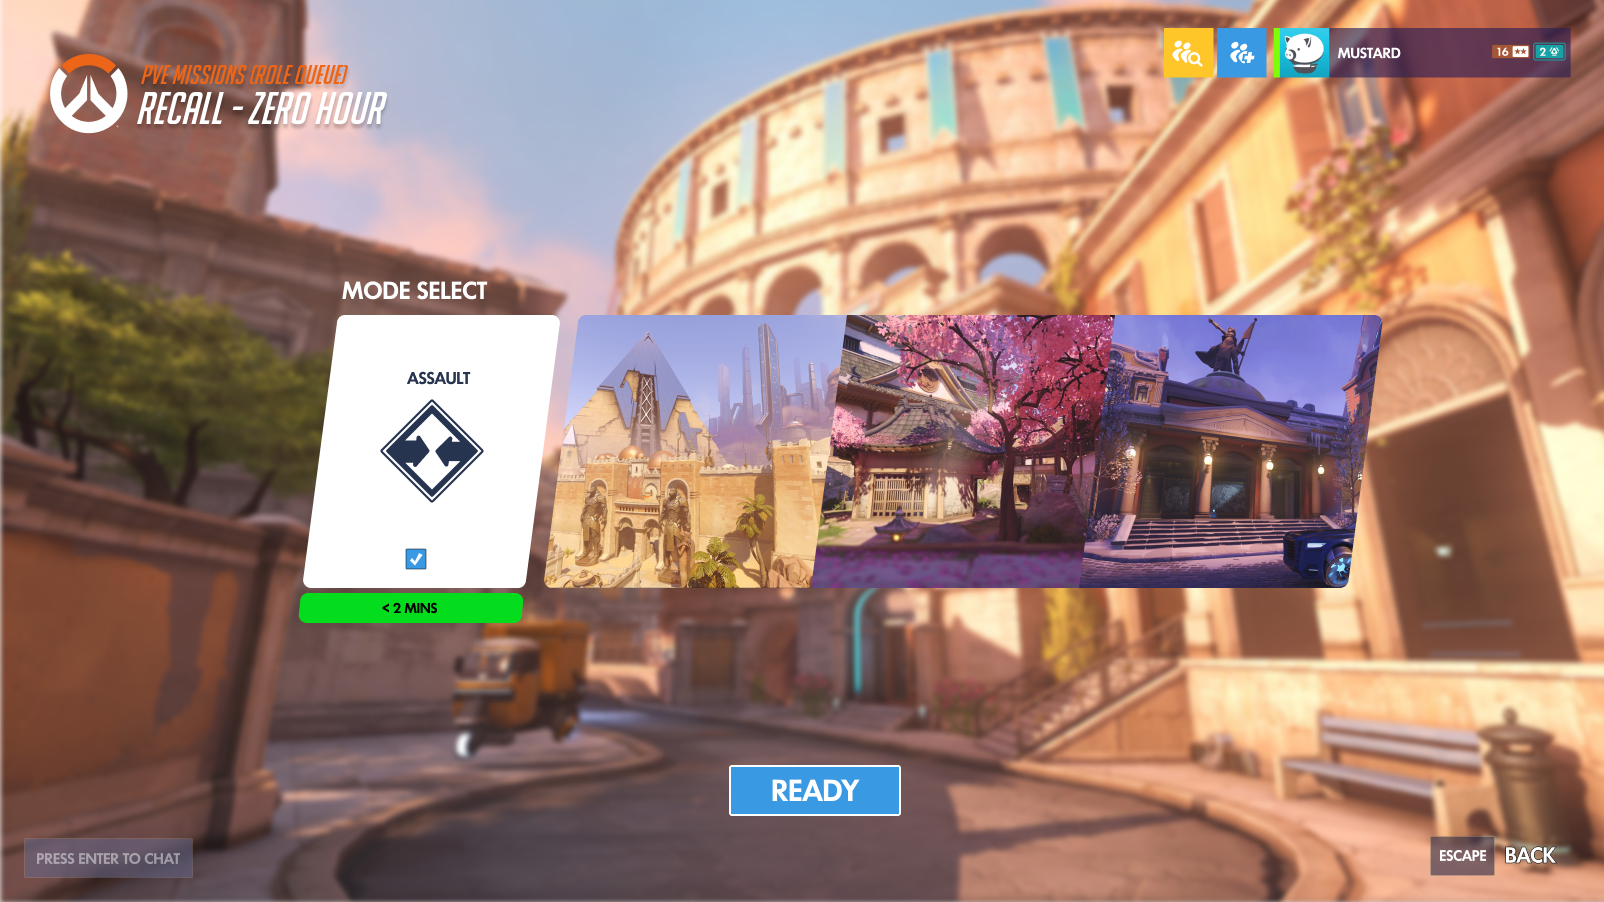 PVE MISSIONS (ROLE QUEUE)
RECALL - ZERO HOUR
MUSTARD
16
2
MODE SELECT
ASSAULT
< 2 MINS
READY
PRESS ENTER TO CHAT
ESCAPE
BACK